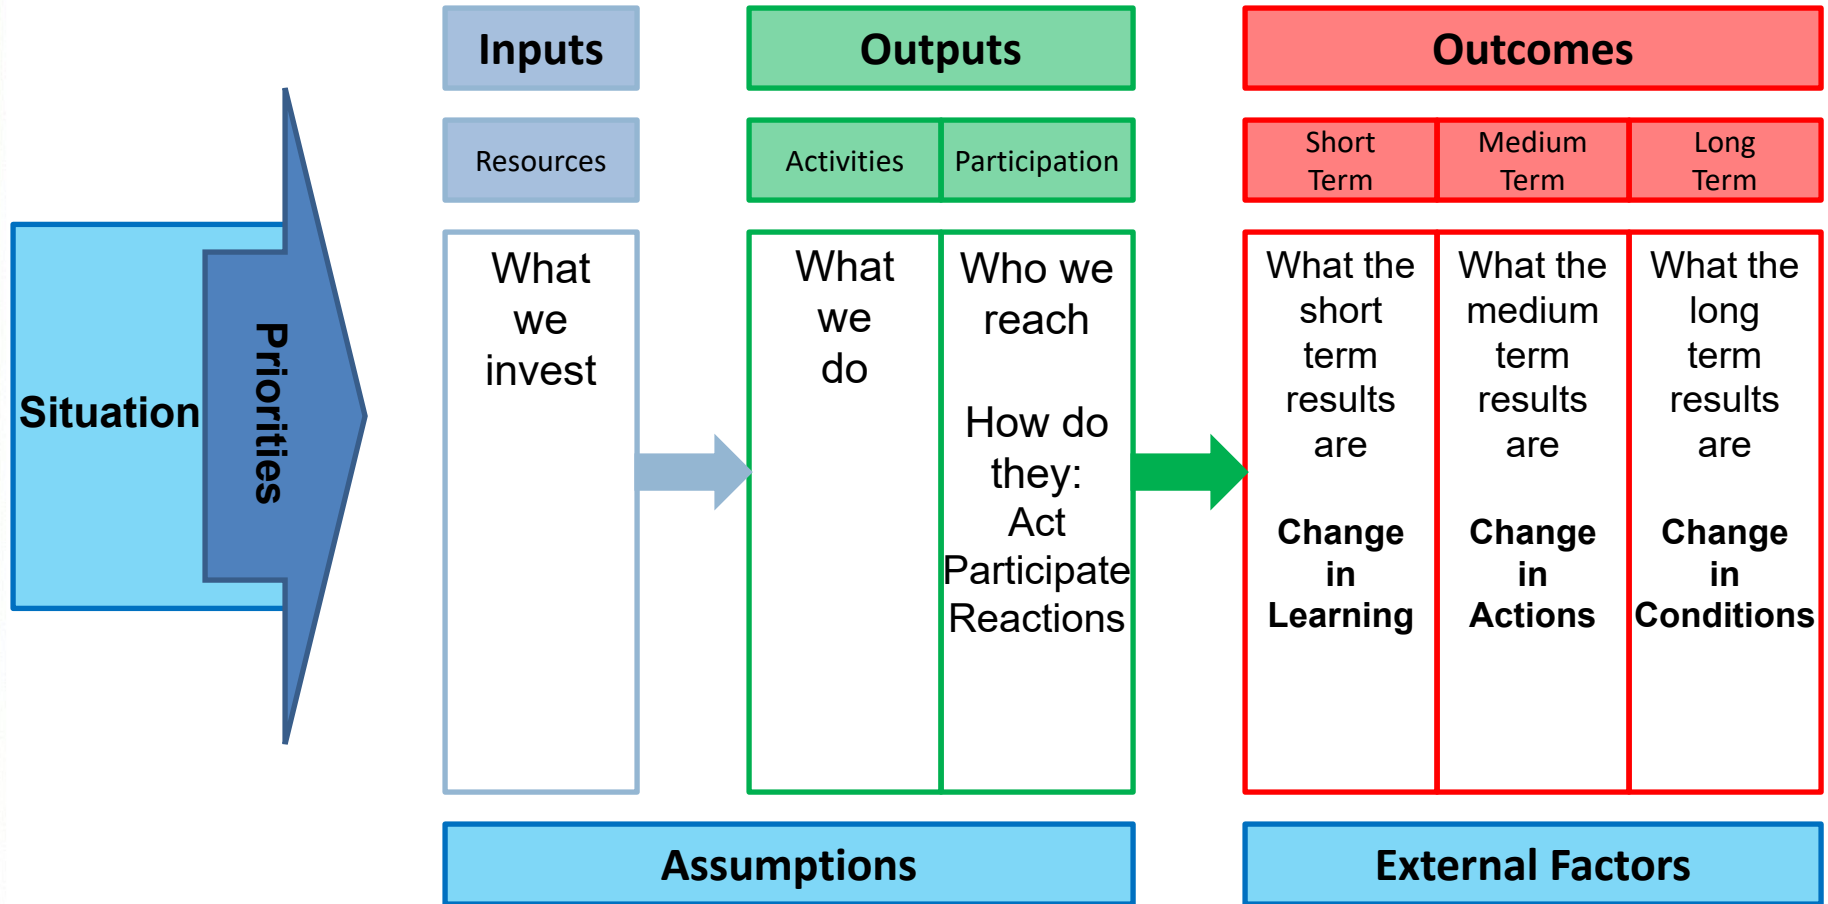 Inputs
Outputs
Outcomes
Resources
Activities
Participation
Short
Term
Medium
Term
Long
Term
Situation
Priorities
What
we
invest
What
we
do
Who we
reach
How do
they:
Act
Participate
Reactions
What the
short
term
results
are
Change
in
Learning
What the
medium
term
results
are
Change
in
Actions
What the
long
term
results
are
Change
in
Conditions
Assumptions
External Factors